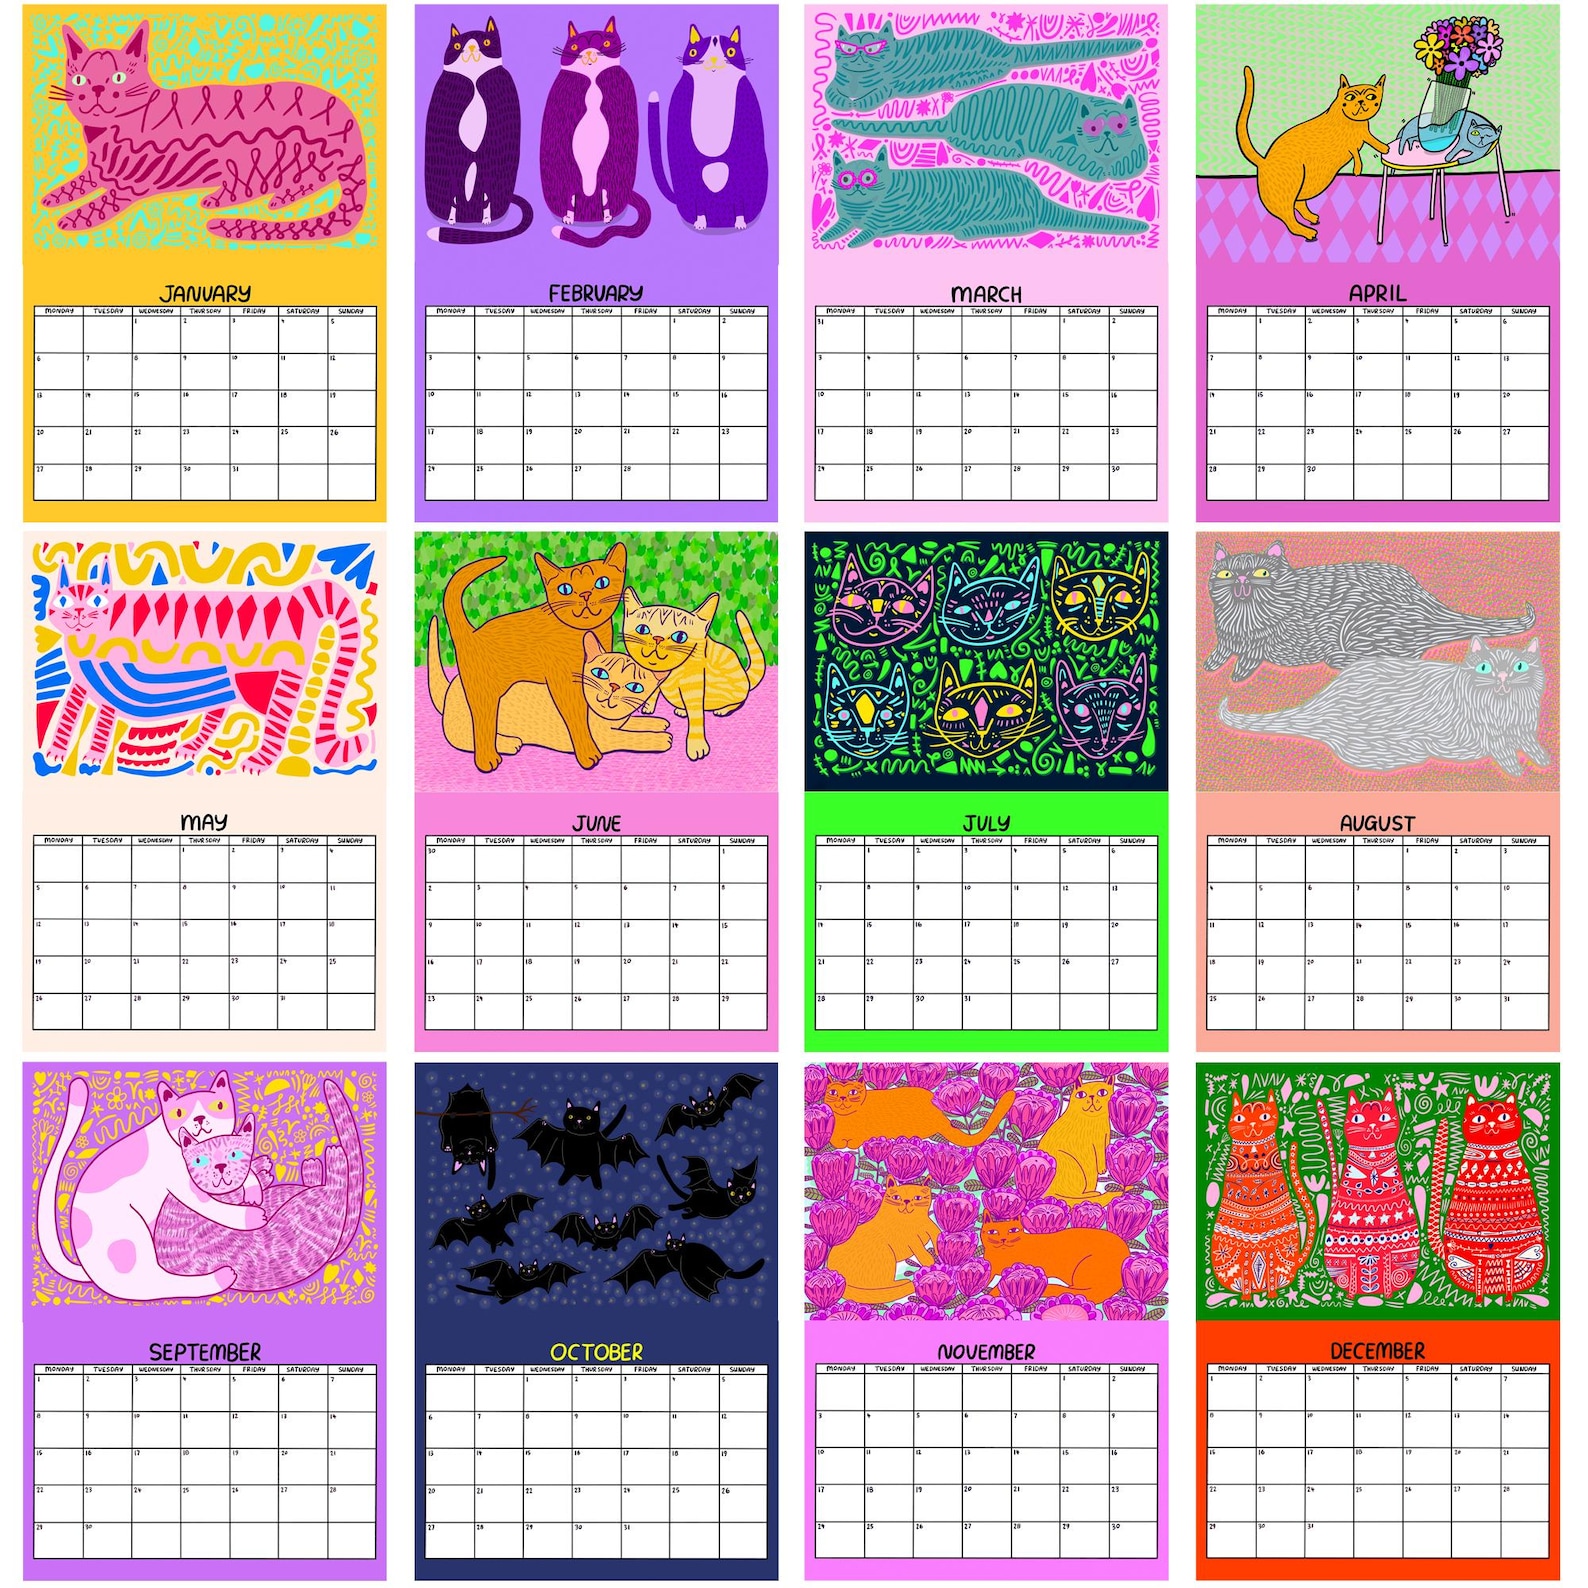 JANUARY
MONDAY TUESDAY WEDNESDAY THURSDAY FRIDAY SATURDAY SUNDAY
1 2 3 4 5
6 7 8 9 10 11 12
13 14 15 16 17 18 19
20 21 22 23 24 25 26
27 28 29 30 31
FEBRUARY
MONDAY TUESDAY WEDNESDAY THURSDAY FRIDAY SATURDAY SUNDAY
1 2
3 4 5 6 7 8 9
10 11 12 13 14 15 16
17 18 19 20 21 22 23
24 25 26 27 28
MARCH
MONDAY TUESDAY WEDNESDAY THURSDAY FRIDAY SATURDAY SUNDAY
31 1 2
3 4 5 6 7 8 9
10 11 12 13 14 15 16
17 18 19 20 21 22 23
24 25 26 27 28 29 30
APRIL
MONDAY TUESDAY WEDNESDAY THURSDAY FRIDAY SATURDAY SUNDAY
1 2 3 4 5 6
7 8 9 10 11 12 13
14 15 16 17 18 19 20
21 22 23 24 25 26 27
28 29 30
MAY
MONDAY TUESDAY WEDNESDAY THURSDAY FRIDAY SATURDAY SUNDAY
1 2 3 4
5 6 7 8 9 10 11
12 13 14 15 16 17 18
19 20 21 22 23 24 25
26 27 28 29 30 31
JUNE
MONDAY TUESDAY WEDNESDAY THURSDAY FRIDAY SATURDAY SUNDAY
30 1
2 3 4 5 6 7 8
9 10 11 12 13 14 15
16 17 18 19 20 21 22
23 24 25 26 27 28 29
JULY
MONDAY TUESDAY WEDNESDAY THURSDAY FRIDAY SATURDAY SUNDAY
1 2 3 4 5 6
7 8 9 10 11 12 13
14 15 16 17 18 19 20
21 22 23 24 25 26 27
28 29 30 31
AUGUST
MONDAY TUESDAY WEDNESDAY THURSDAY FRIDAY SATURDAY SUNDAY
1 2 3
4 5 6 7 8 9 10
11 12 13 14 15 16 17
18 19 20 21 22 23 24
25 26 27 28 29 30 31
SEPTEMBER
MONDAY TUESDAY WEDNESDAY THURSDAY FRIDAY SATURDAY SUNDAY
1 2 3 4 5 6 7
8 9 10 11 12 13 14
15 16 17 18 19 20 21
22 23 24 25 26 27 28
29 30
OCTOBER
MONDAY TUESDAY WEDNESDAY THURSDAY FRIDAY SATURDAY SUNDAY
1 2 3 4 5
6 7 8 9 10 11 12
13 14 15 16 17 18 19
20 21 22 23 24 25 26
27 28 29 30 31
NOVEMBER
MONDAY TUESDAY WEDNESDAY THURSDAY FRIDAY SATURDAY SUNDAY
1 2
3 4 5 6 7 8 9
10 11 12 13 14 15 16
17 18 19 20 21 22 23
24 25 26 27 28 29 30
DECEMBER
MONDAY TUESDAY WEDNESDAY THURSDAY FRIDAY SATURDAY SUNDAY
1 2 3 4 5 6 7
8 9 10 11 12 13 14
15 16 17 18 19 20 21
22 23 24 25 26 27 28
29 30 31